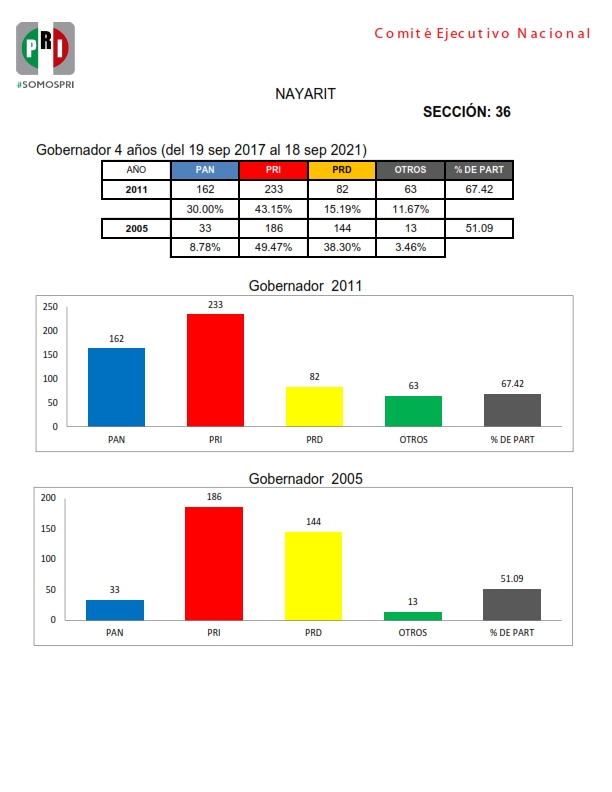 Comité Ejecutivo Nacional
PRI
#SOMOSPRI
NAYARIT
SECCIÓN: 36
Gobernador 4 años (del 19 sep 2017 al 18 sep 2021)
AÑO PAN PRI PRD OTROS % DE PART
2011 162 233 82 63 67.42
30.00% 43.15% 15.19% 11.67%
2005 33 186 144 13 51.09
8.78% 49.47% 38.30% 3.46%
Gobernador 2011
250
200
150
100
50
0
162
233
82
63
67.42
PAN PRI PRD OTROS % DE PART
Gobernador 2005
200
150
100
50
0
33
186
144
13
51.09
PAN PRI PRD OTROS % DE PART